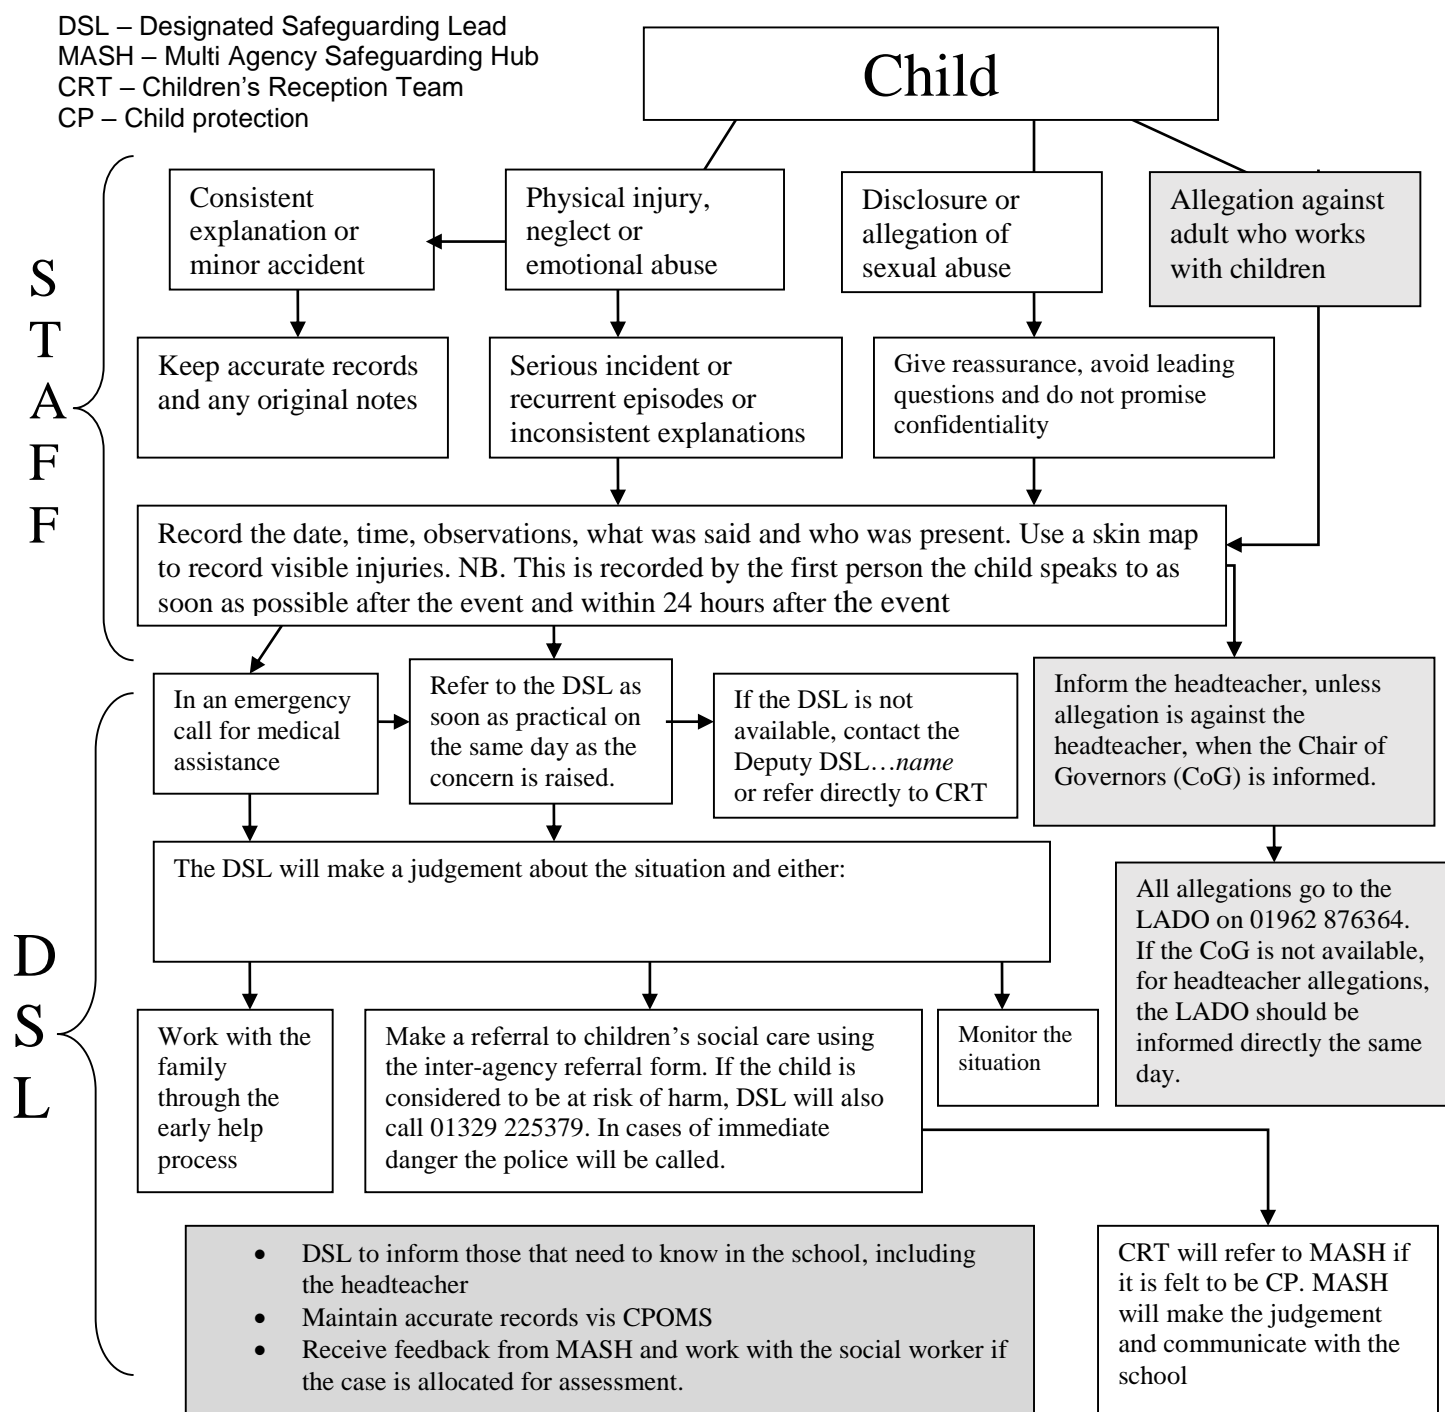 DSL – Designated Safeguarding Lead
MASH – Multi Agency Safeguarding Hub
CRT – Children's Reception Team
CP – Child protection
Child
S
T
A
F
F
Consistent
explanation or
minor accident
Physical injury,
neglect or
emotional abuse
Disclosure or
allegation of
sexual abuse
Allegation against
adult who works
with children
Keep accurate records
and any original notes
Serious incident or
recurrent episodes or
inconsistent explanations
Give reassurance, avoid leading
questions and do not promise
confidentiality
Record the date, time, observations, what was said and who was present. Use a skin map
to record visible injuries. NB. This is recorded by the first person the child speaks to as
soon as possible after the event and within 24 hours after the event
D
S
L
In an emergency
call for medical
assistance
Refer to the DSL as
soon as practical on
the same day as the
concern is raised.
If the DSL is not
available, contact the
Deputy DSL…name
or refer directly to CRT
Inform the headteacher, unless
allegation is against the
headteacher, when the Chair of
Governors (CoG) is informed.
The DSL will make a judgement about the situation and either:
All allegations go to the
LADO on 01962 876364.
If the CoG is not available,
for headteacher allegations,
the LADO should be
informed directly the same
day.
Work with the
family
through the
early help
process
Make a referral to children's social care using
the inter-agency referral form. If the child is
considered to be at risk of harm, DSL will also
call 01329 225379. In cases of immediate
danger the police will be called.
Monitor the
situation
• DSL to inform those that need to know in the school, including
the headteacher
• Maintain accurate records vis CPOMS
• Receive feedback from MASH and work with the social worker if
the case is allocated for assessment.
CRT will refer to MASH if
it is felt to be CP. MASH
will make the judgement
and communicate with the
school